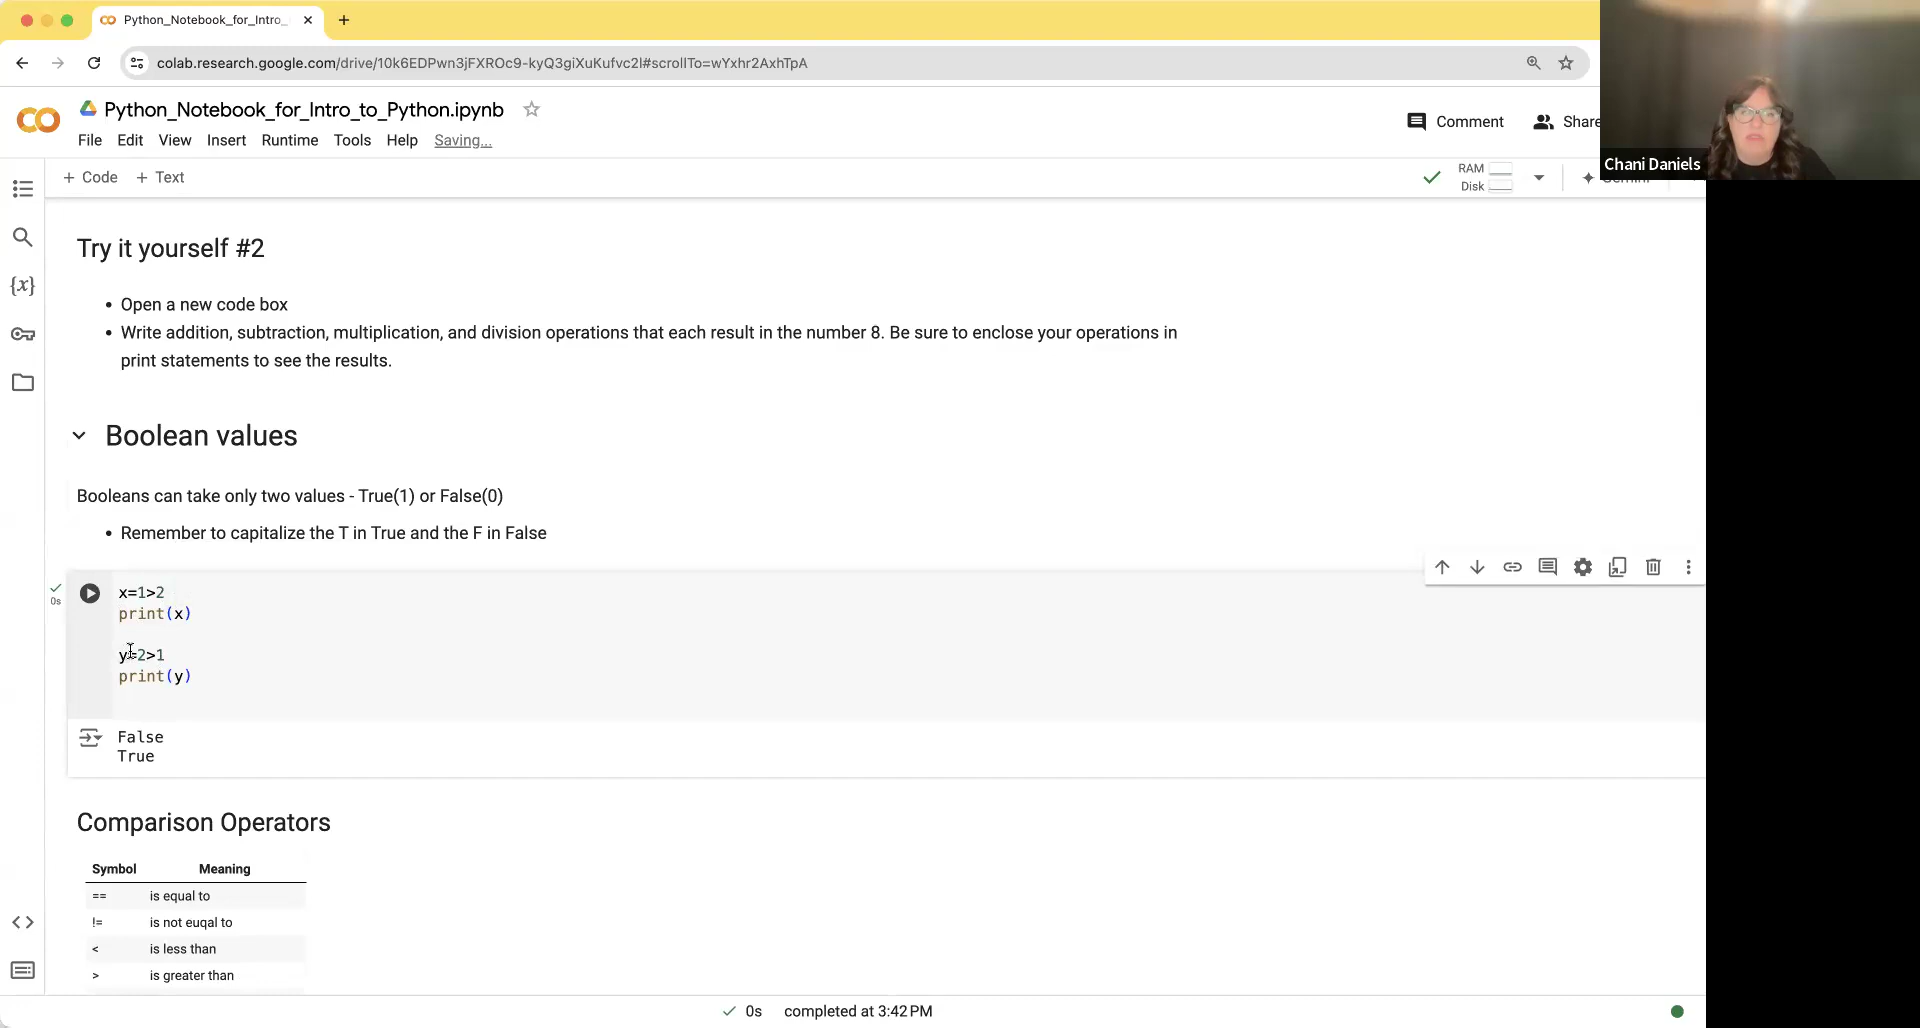 Python_Notebook_for_Intro_
colab.research.google.com/drive/10k6EDPwn3jFXROc9-kyQ3giXuKufvc2l#scrollTo=wYxhr2AxhTpA
Python_Notebook_for_Intro_to_Python.ipynb
File Edit View Insert Runtime Tools Help Saving...
Comment Share
Chani Daniels
+ Code + Text
RAM
Disk
Gemini
Try it yourself #2
• Open a new code box
• Write addition, subtraction, multiplication, and division operations that each result in the number 8. Be sure to enclose your operations in
print statements to see the results.
Boolean values
Booleans can take only two values - True(1) or False(0)
• Remember to capitalize the T in True and the F in False
0s
x=1>2
print(x)
y=2>1
print(y)
False
True
Comparison Operators
Symbol Meaning
== is equal to
!= is not euqal to
< is less than
> is greater than
0s completed at 3:42 PM